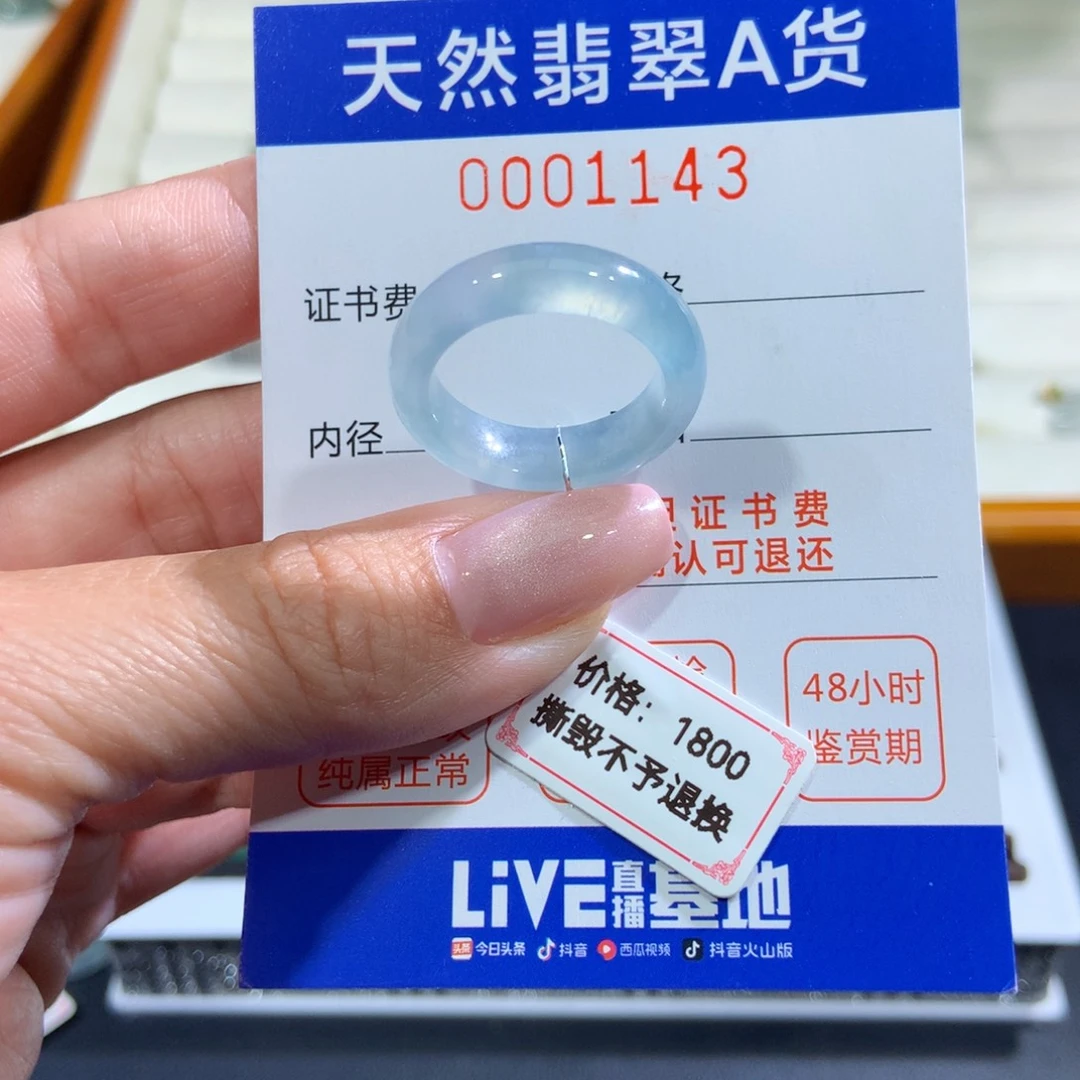 天然翡翠A货
0001143
证书费
内径
证书费
认可退还
48小时
鉴赏期
纯属正常
价格：1800
撕毁不予退换
LiVE直播基地
头条 今日头条 抖音 西瓜视频 抖音火山版